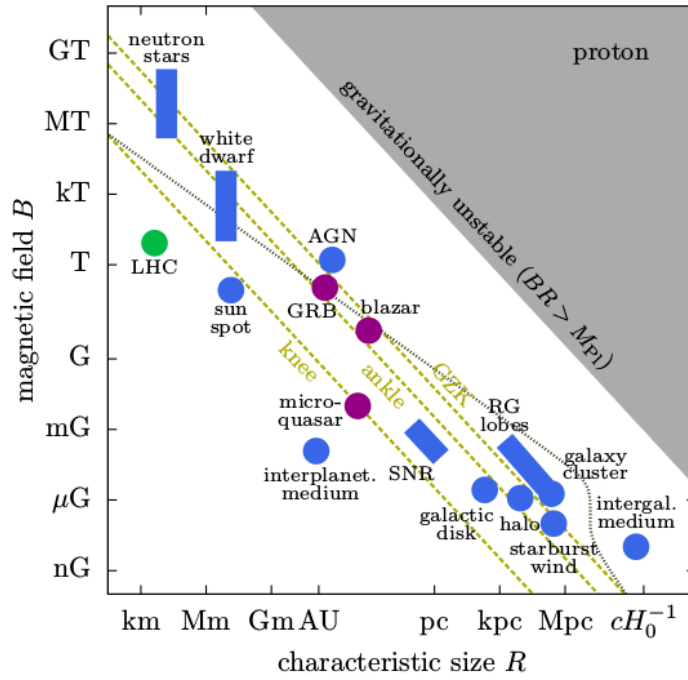 GT
MT
kT
T
G
mG
μG
nG
magnetic field B
neutron
stars
white
dwarf
LHC
sun
spot
AGN
GRB
blazar
knee
ankle
GZK
micro-
quasar
interplanet.
medium
SNR
RG
lobes
galaxy
cluster
galactic
disk
halo
starburst
wind
intergal.
medium
proton
gravitationally unstable (BR > M_Pl)
km Mm Gm AU pc kpc Mpc cH₀⁻¹
characteristic size R